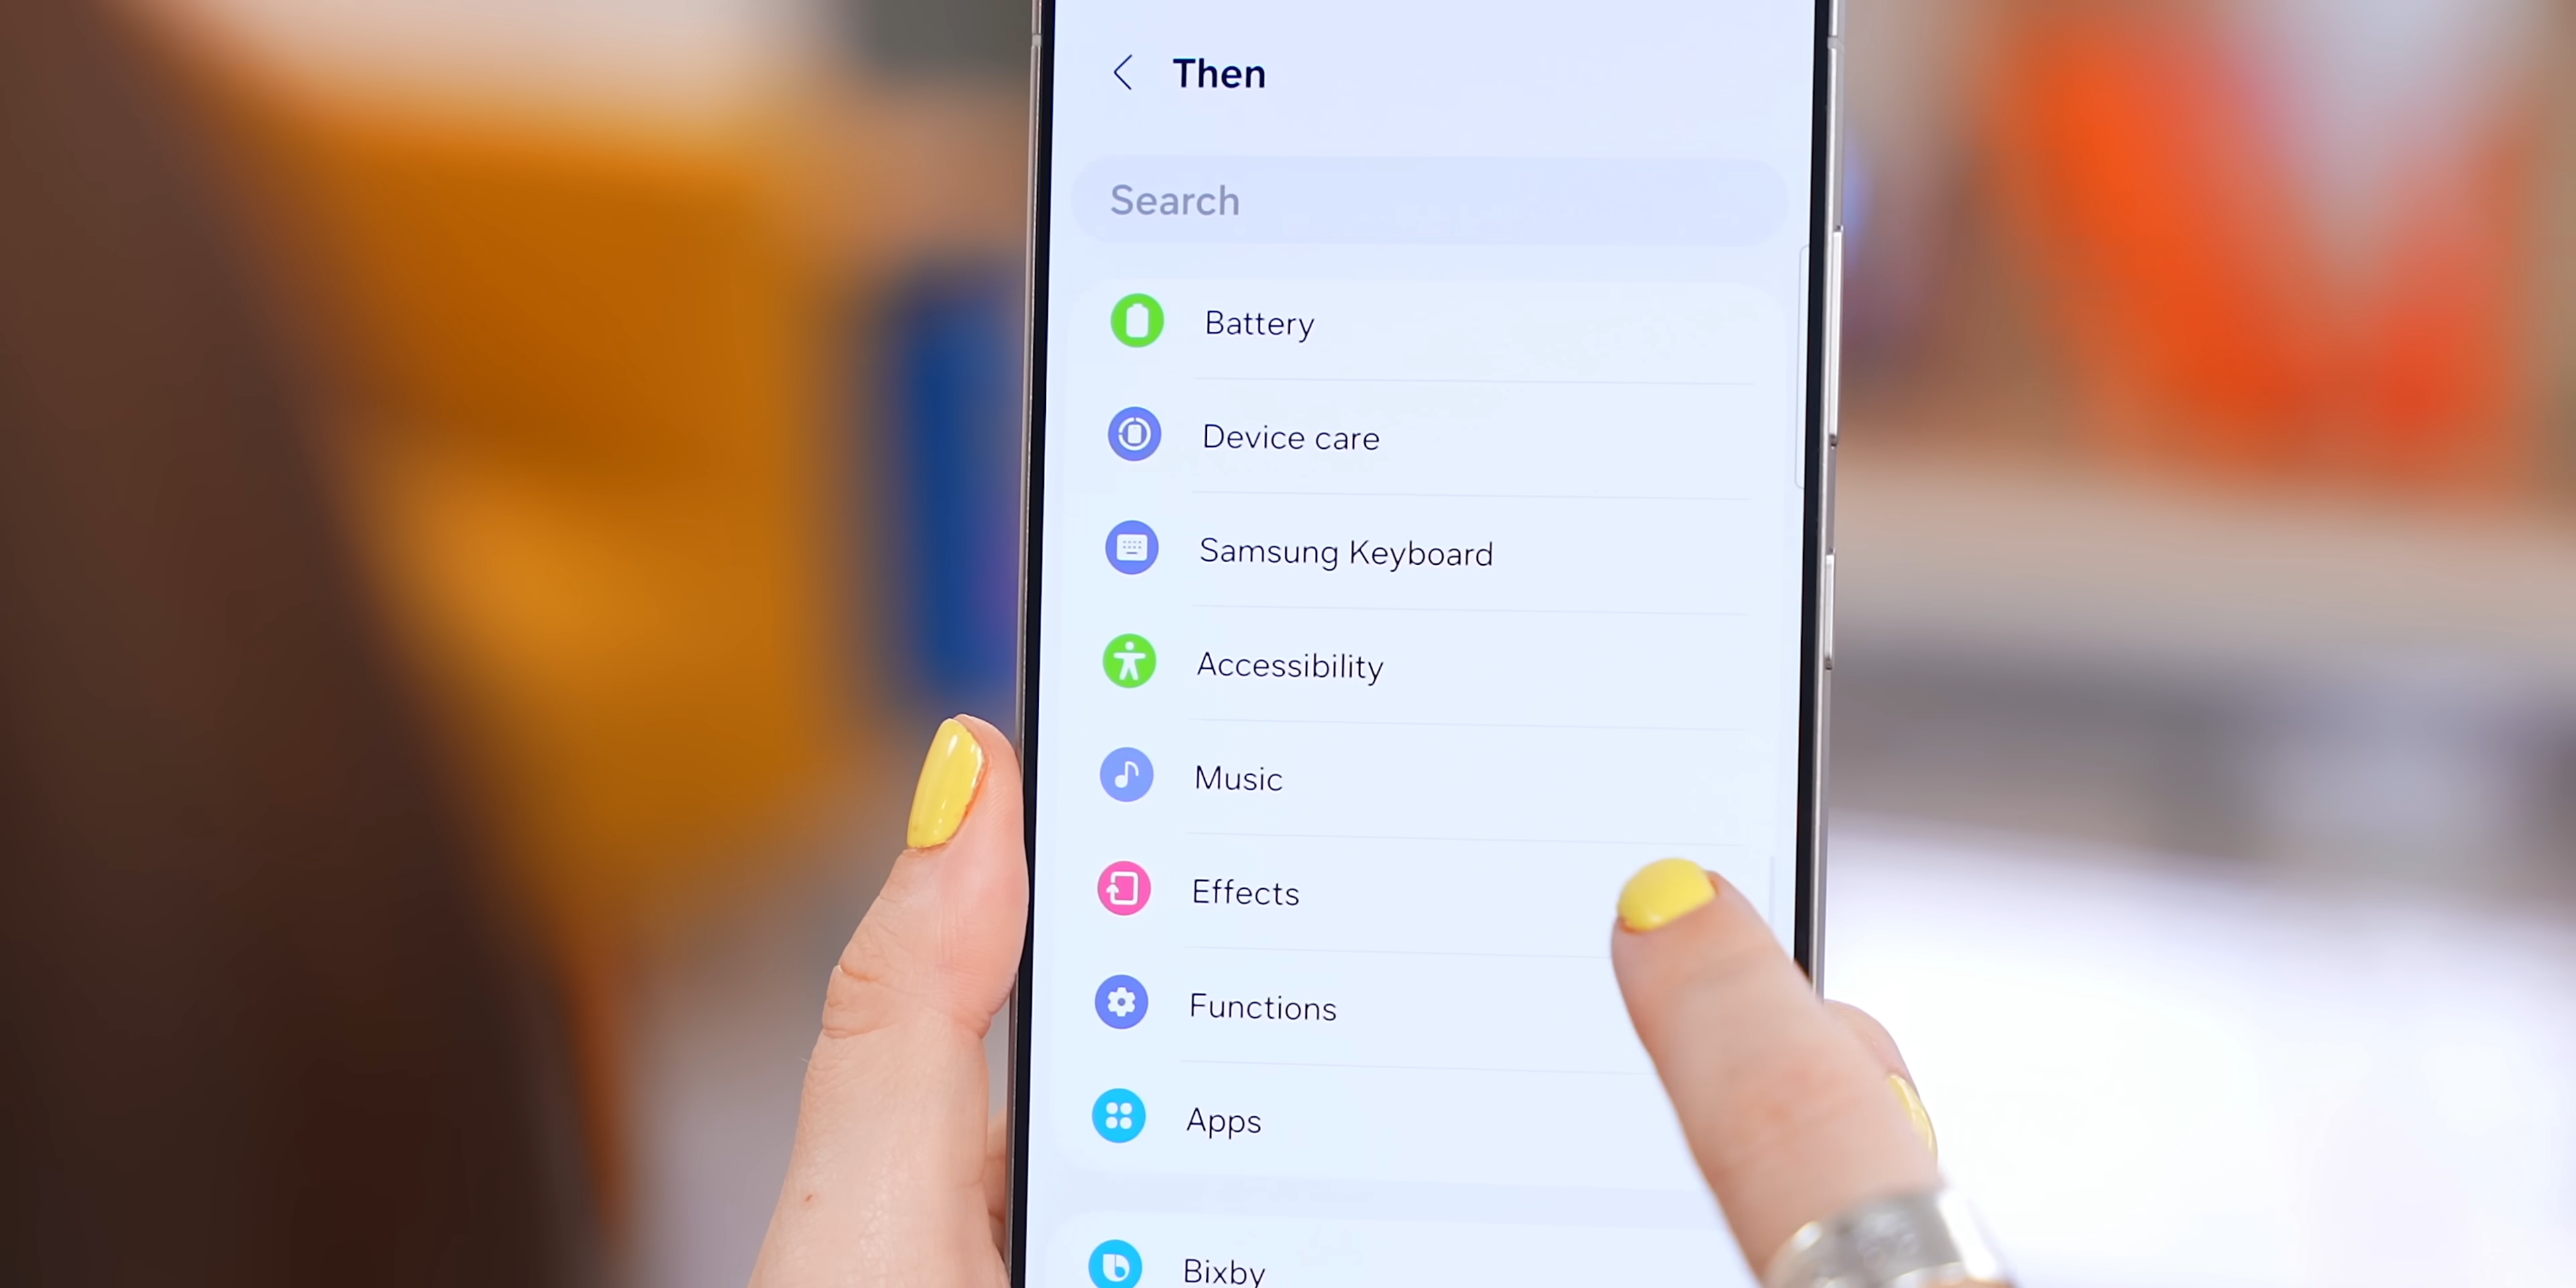 Then
Search
Battery
Device care
Samsung Keyboard
Accessibility
Music
Effects
Functions
Apps
Bixby